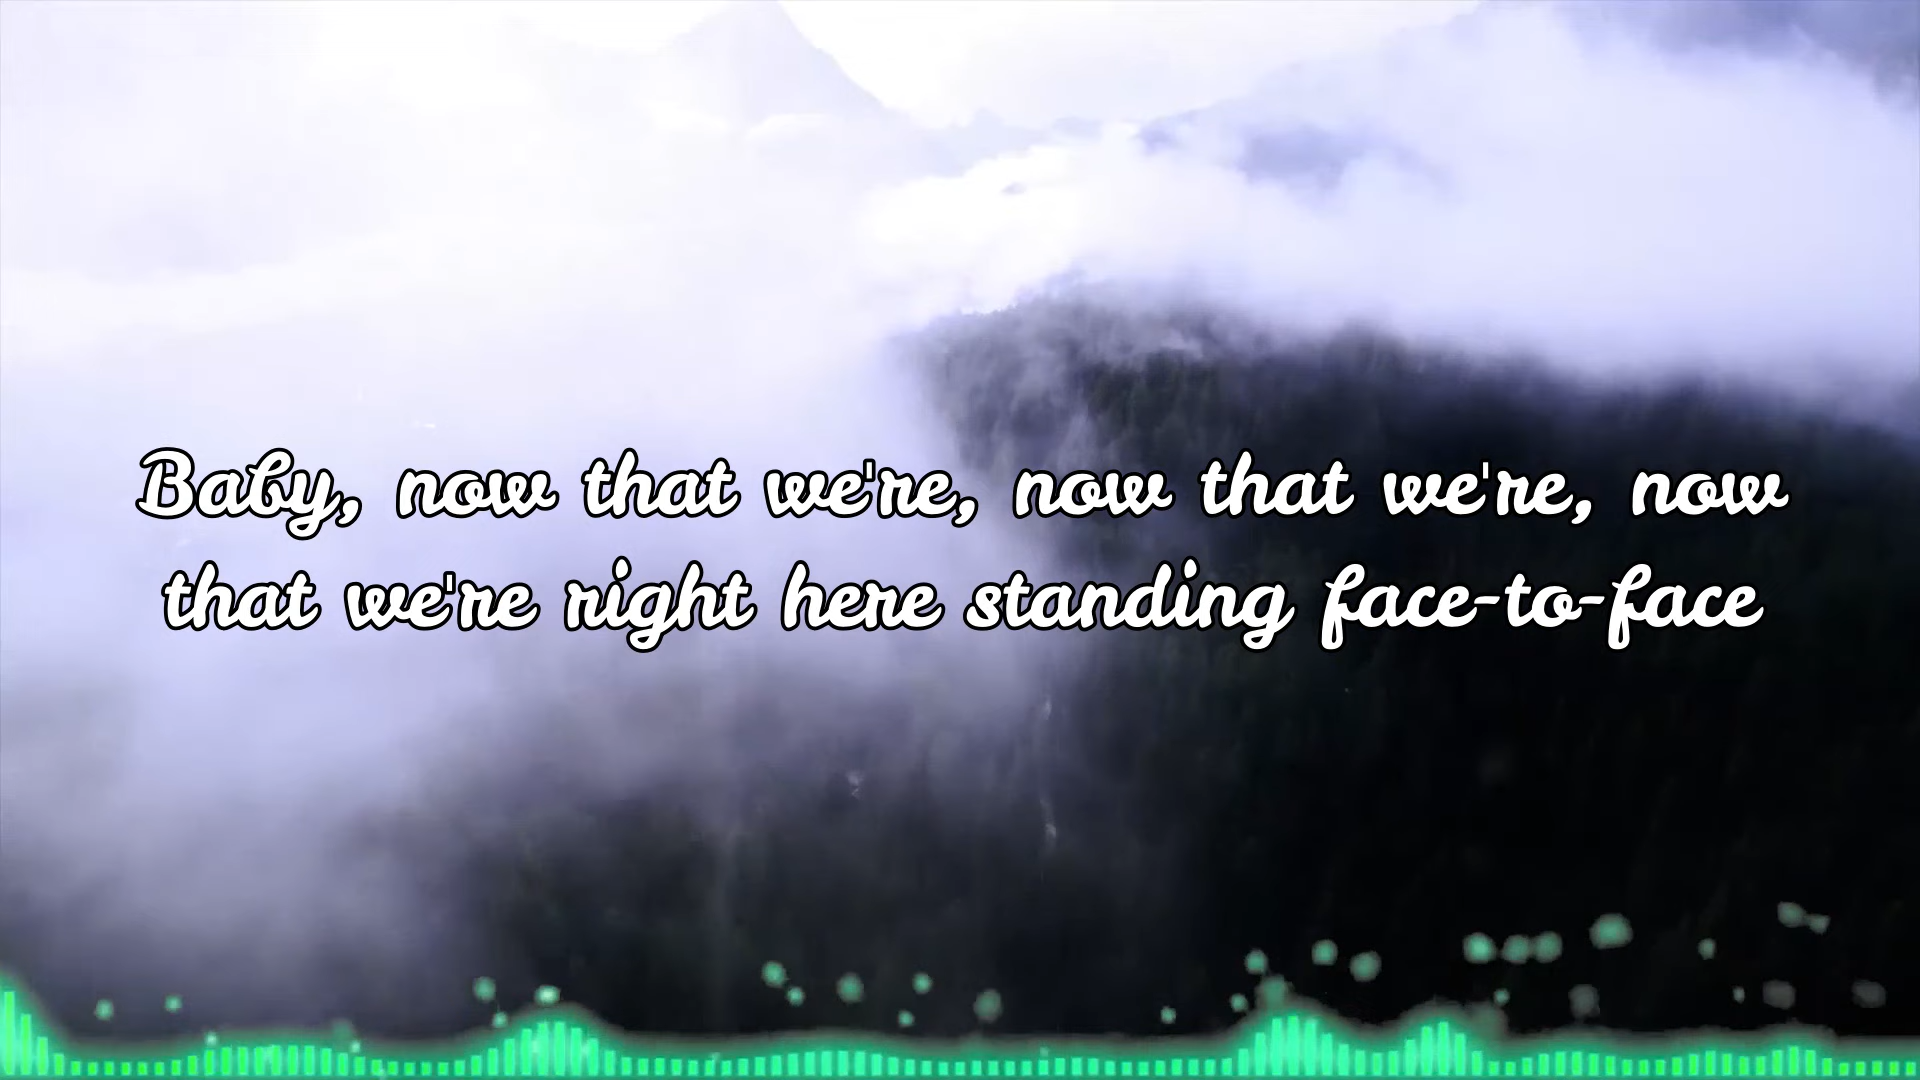 Baby, now that we're, now that we're, now
that we're right here standing face-to-face